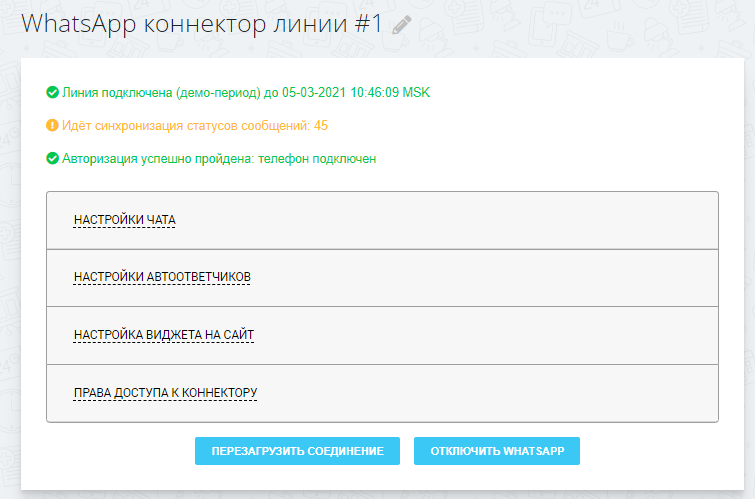 WhatsApp коннектор линии #1
Линия подключена (демо-период) до 05-03-2021 10:46:09 MSK
Идёт синхронизация статусов сообщений: 45
Авторизация успешно пройдена: телефон подключен
НАСТРОЙКИ ЧАТА
НАСТРОЙКИ АВТООТВЕТЧИКОВ
НАСТРОЙКА ВИДЖЕТА НА САЙТ
ПРАВА ДОСТУПА К КОННЕКТОРУ
ПЕРЕЗАГРУЗИТЬ СОЕДИНЕНИЕ ОТКЛЮЧИТЬ WHATSAPP